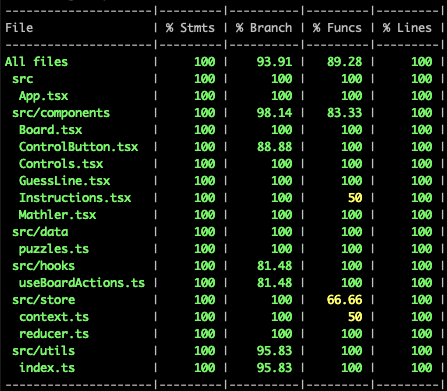 --------------------|---------|----------|---------|---------|
File                | % Stmts | % Branch | % Funcs | % Lines |
--------------------|---------|----------|---------|---------|
All files           |     100 |    93.91 |   89.28 |     100 |
 src                |     100 |      100 |     100 |     100 |
  App.tsx           |     100 |      100 |     100 |     100 |
 src/components     |     100 |    98.14 |   83.33 |     100 |
  Board.tsx         |     100 |      100 |     100 |     100 |
  ControlButton.tsx |     100 |    88.88 |     100 |     100 |
  Controls.tsx      |     100 |      100 |     100 |     100 |
  GuessLine.tsx     |     100 |      100 |     100 |     100 |
  Instructions.tsx  |     100 |      100 |      50 |     100 |
  Mathler.tsx       |     100 |      100 |     100 |     100 |
 src/data           |     100 |      100 |     100 |     100 |
  puzzles.ts        |     100 |      100 |     100 |     100 |
 src/hooks          |     100 |    81.48 |     100 |     100 |
  useBoardActions.ts|     100 |    81.48 |     100 |     100 |
 src/store          |     100 |      100 |   66.66 |     100 |
  context.ts        |     100 |      100 |      50 |     100 |
  reducer.ts        |     100 |      100 |     100 |     100 |
 src/utils          |     100 |    95.83 |     100 |     100 |
  index.ts          |     100 |    95.83 |     100 |     100 |
--------------------|---------|----------|---------|---------|